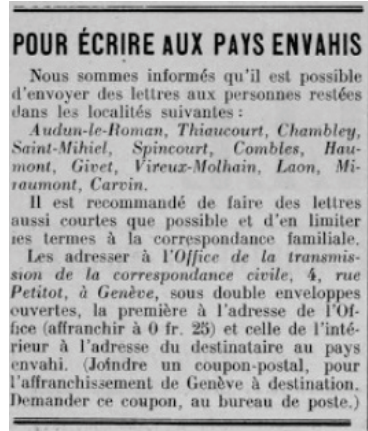 POUR ÉCRIRE AUX PAYS ENVAHIS
Nous sommes informés qu'il est possible
d'envoyer des lettres aux personnes restées
dans les localités suivantes :
Audun-le-Roman, Thiaucourt, Chambley,
Saint-Mihiel, Spincourt, Combles, Hau-
mont, Givet, Vireux-Molhain, Laon, Mi-
raumont, Carvin.
Il est recommandé de faire des lettres
aussi courtes que possible et d'en limiter
les termes à la correspondance familiale.
Les adresser à l'Office de la transmis-
sion de la correspondance civile, 4, rue
Petitot, à Genève, sous double enveloppes
ouvertes, la première à l'adresse de l'Of-
fice (affranchir à 0 fr. 25) et celle de l'inté-
rieur à l'adresse du destinataire au pays
envahi. (Joindre un coupon-postal, pour
l'affranchissement de Genève à destination.
Demander ce coupon, au bureau de poste.)